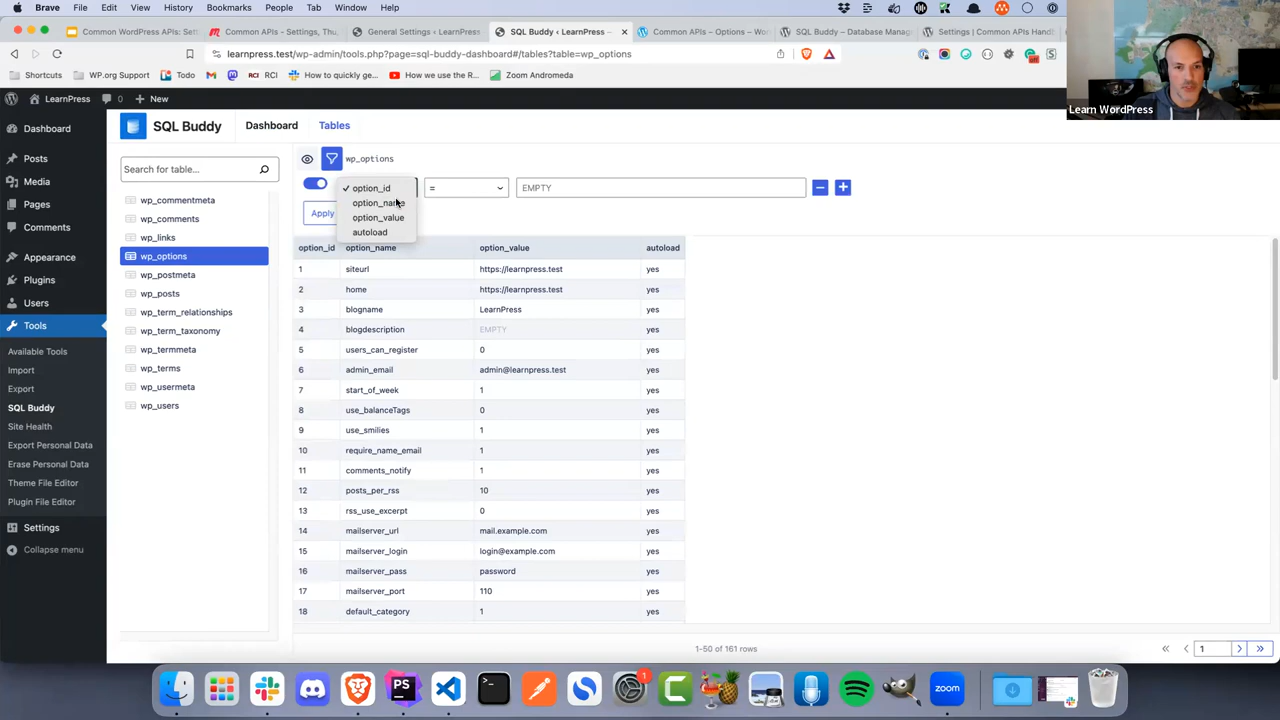 Brave File Edit View History Bookmarks People Tab Window Help
Common WordPress APIs: Sett
Common APIs - Settings, Thu
General Settings ‹ LearnPress
SQL Buddy ‹ LearnPress —
Common APIs – Options – Wo
SQL Buddy – Database Mana
Settings | Common APIs Hand
learnpress.test/wp-admin/tools.php?page=sql-buddy-dashboard#/tables?table=wp_options
Shortcuts WP.org Support Todo RCI How to quickly ge... How we use the R... Zoom Andromeda
LearnPress 0 + New
Learn WordPress
Dashboard
Posts
Media
Pages
Comments
Appearance
Plugins
Users
Tools
Available Tools
Import
Export
SQL Buddy
Site Health
Export Personal Data
Erase Personal Data
Theme File Editor
Plugin File Editor
Settings
Collapse menu
SQL Buddy Dashboard Tables
Search for table...
wp_commentmeta
wp_comments
wp_links
wp_options
wp_postmeta
wp_posts
wp_term_relationships
wp_term_taxonomy
wp_termmeta
wp_terms
wp_usermeta
wp_users
wp_options
✓ option_id
option_name
option_value
autoload
= EMPTY
Apply
option_id option_name option_value autoload
1 siteurl https://learnpress.test yes
2 home https://learnpress.test yes
3 blogname LearnPress yes
4 blogdescription EMPTY yes
5 users_can_register 0 yes
6 admin_email admin@learnpress.test yes
7 start_of_week 1 yes
8 use_balanceTags 0 yes
9 use_smilies 1 yes
10 require_name_email 1 yes
11 comments_notify 1 yes
12 posts_per_rss 10 yes
13 rss_use_excerpt 0 yes
14 mailserver_url mail.example.com yes
15 mailserver_login login@example.com yes
16 mailserver_pass password yes
17 mailserver_port 110 yes
18 default_category 1 yes
1-50 of 161 rows
« ‹ 1 › »
PS
1
zoom